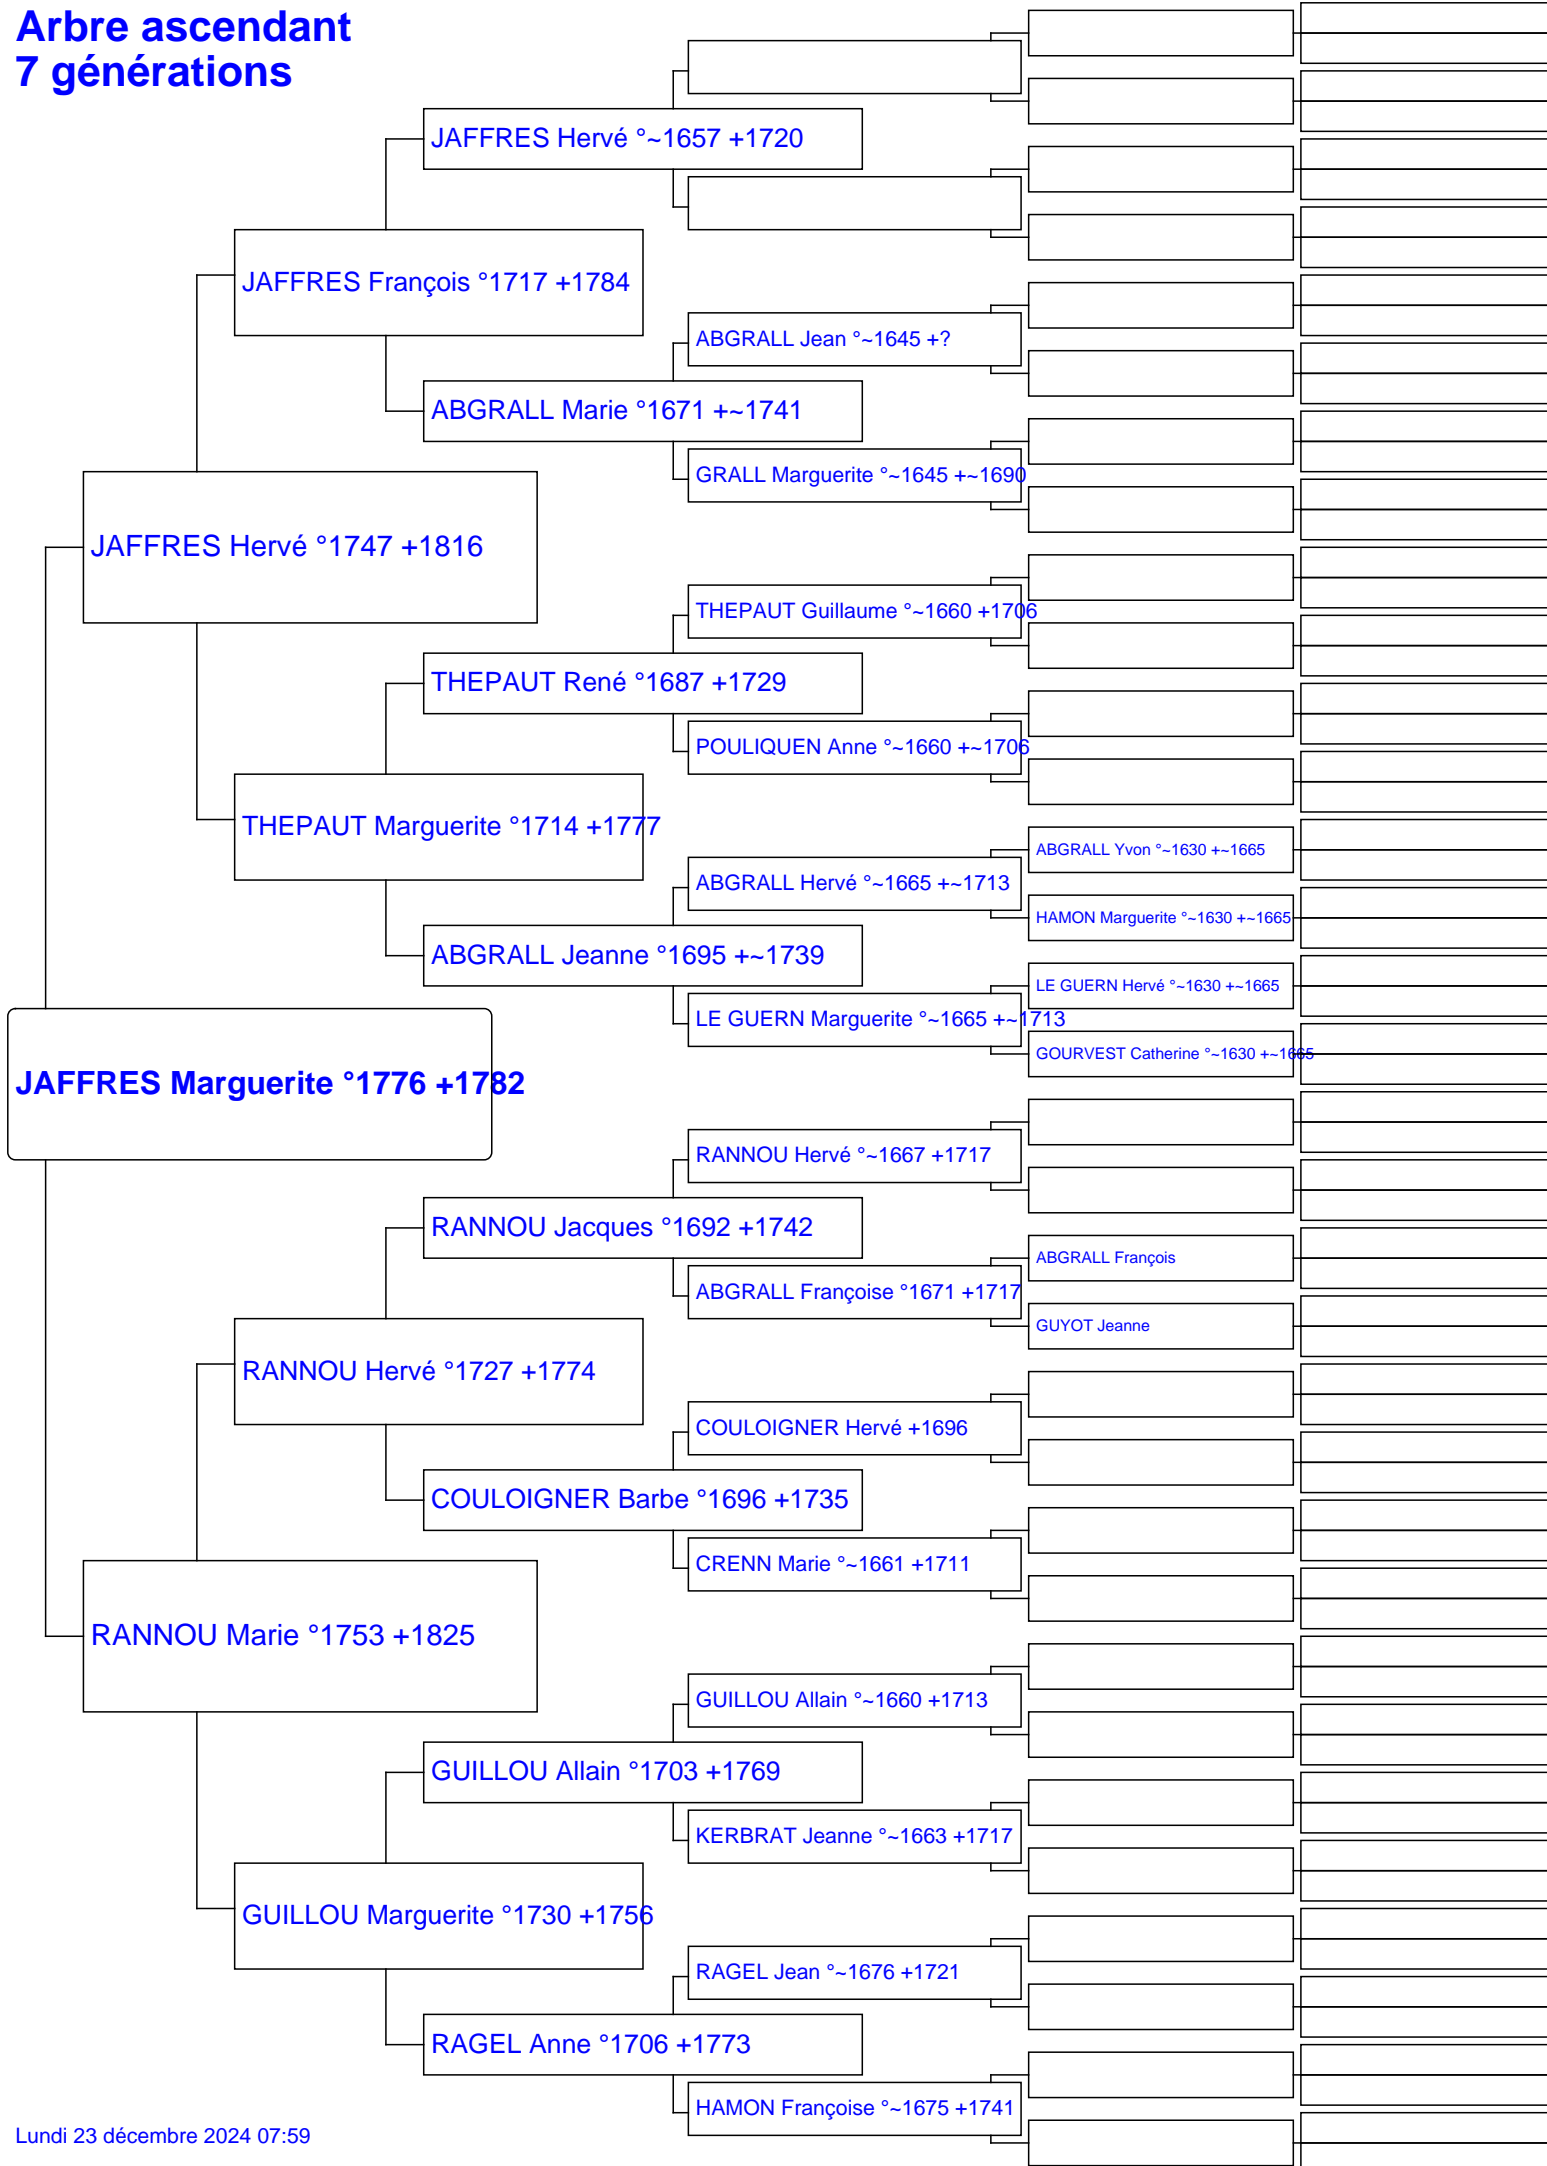 Arbre ascendant
7 générations
JAFFRES Hervé °~1657 +1720
JAFFRES François °1717 +1784
ABGRALL Jean °~1645 +?
ABGRALL Marie °1671 +~1741
GRALL Marguerite °~1645 +~1690
JAFFRES Hervé °1747 +1816
THEPAUT Guillaume °~1660 +1706
THEPAUT René °1687 +1729
POULIQUEN Anne °~1660 +~1706
THEPAUT Marguerite °1714 +1777
ABGRALL Yvon °~1630 +~1665
ABGRALL Hervé °~1665 +~1713
HAMON Marguerite °~1630 +~1665
ABGRALL Jeanne °1695 +~1739
LE GUERN Hervé °~1630 +~1665
LE GUERN Marguerite °~1665 +~1713
GOURVEST Catherine °~1630 +~1665
JAFFRES Marguerite °1776 +1782
RANNOU Hervé °~1667 +1717
RANNOU Jacques °1692 +1742
ABGRALL François
ABGRALL Françoise °1671 +1717
GUYOT Jeanne
RANNOU Hervé °1727 +1774
COULOIGNER Hervé +1696
COULOIGNER Barbe °1696 +1735
CRENN Marie °~1661 +1711
RANNOU Marie °1753 +1825
GUILLOU Allain °~1660 +1713
GUILLOU Allain °1703 +1769
KERBRAT Jeanne °~1663 +1717
GUILLOU Marguerite °1730 +1756
RAGEL Jean °~1676 +1721
RAGEL Anne °1706 +1773
HAMON Françoise °~1675 +1741
Lundi 23 décembre 2024 07:59